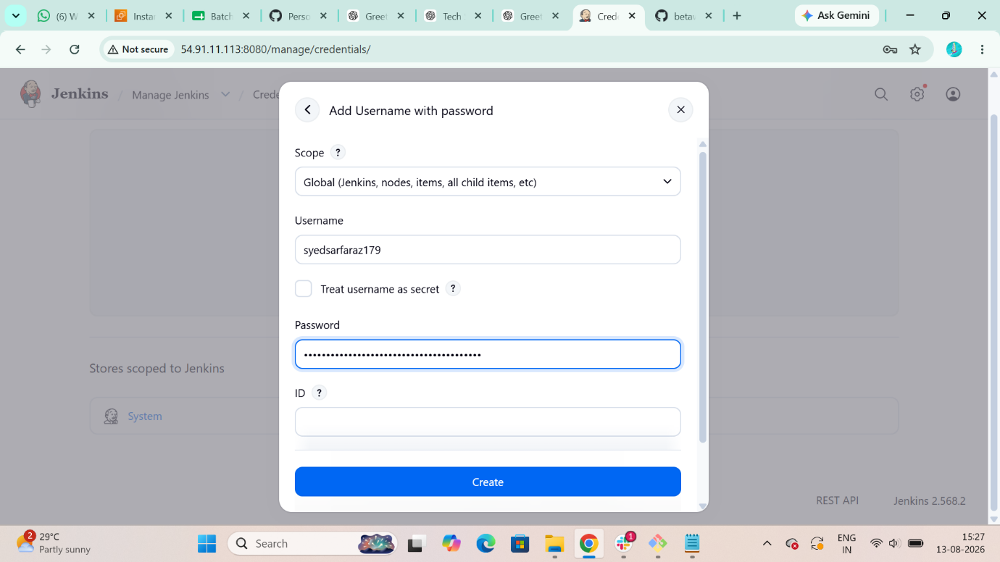 (6) W
Instar
Batch
Perso
Greet
Tech
Greet
Cred
betav
Ask Gemini
Not secure
54.91.11.113:8080/manage/credentials/
Jenkins / Manage Jenkins / Crede
Add Username with password
Scope ?
Global (Jenkins, nodes, items, all child items, etc)
Username
syedsarfaraz179
Treat username as secret ?
Password
••••••••••••••••••••••••••••••••••••••••
Stores scoped to Jenkins
ID ?
System
Create
REST API
Jenkins 2.568.2
2
29°C
Partly sunny
Search
1
ENG
IN
15:27
13-08-2026